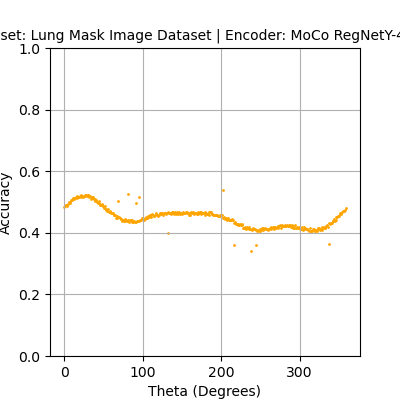 set: Lung Mask Image Dataset | Encoder: MoCo RegNetY-4
1.0
0.8
0.6
0.4
0.2
0.0
Accuracy
0 100 200 300
Theta (Degrees)